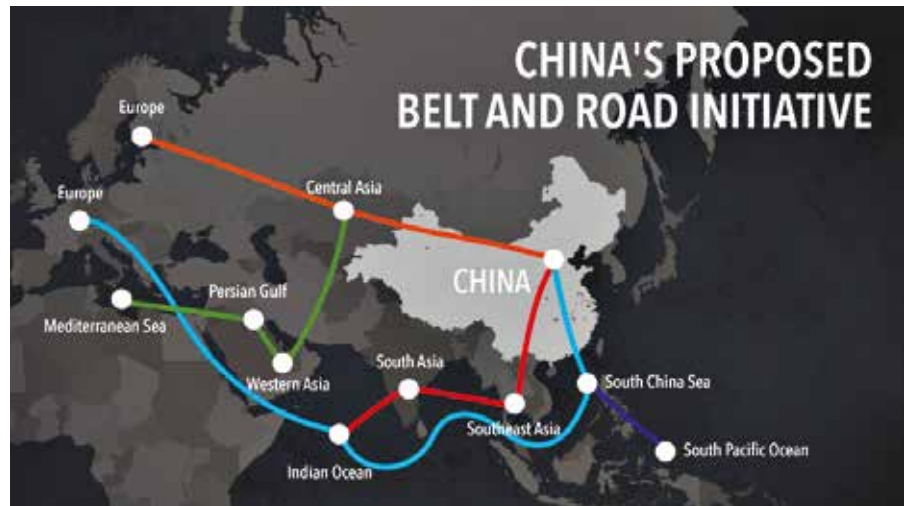 CHINA'S PROPOSED
BELT AND ROAD INITIATIVE
Europe
Europe
Central Asia
CHINA
Persian Gulf
Mediterranean Sea
Western Asia
South Asia
South China Sea
Southeast Asia
Indian Ocean
South Pacific Ocean